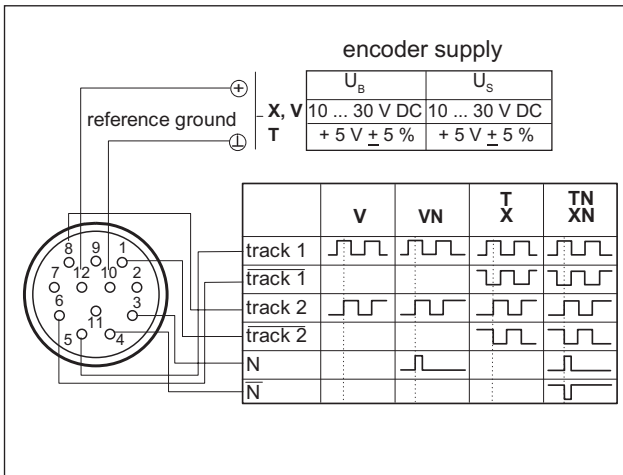 encoder supply
U_B U_S
X, V 10 ... 30 V DC 10 ... 30 V DC
reference ground
T + 5 V ± 5 % + 5 V ± 5 %
V VN T X TN XN
8 9 1
7 12 10 2
6 11 3
5 4
track 1
track 1̅
track 2
t̅r̅a̅c̅k̅ ̅2̅
N
N̅